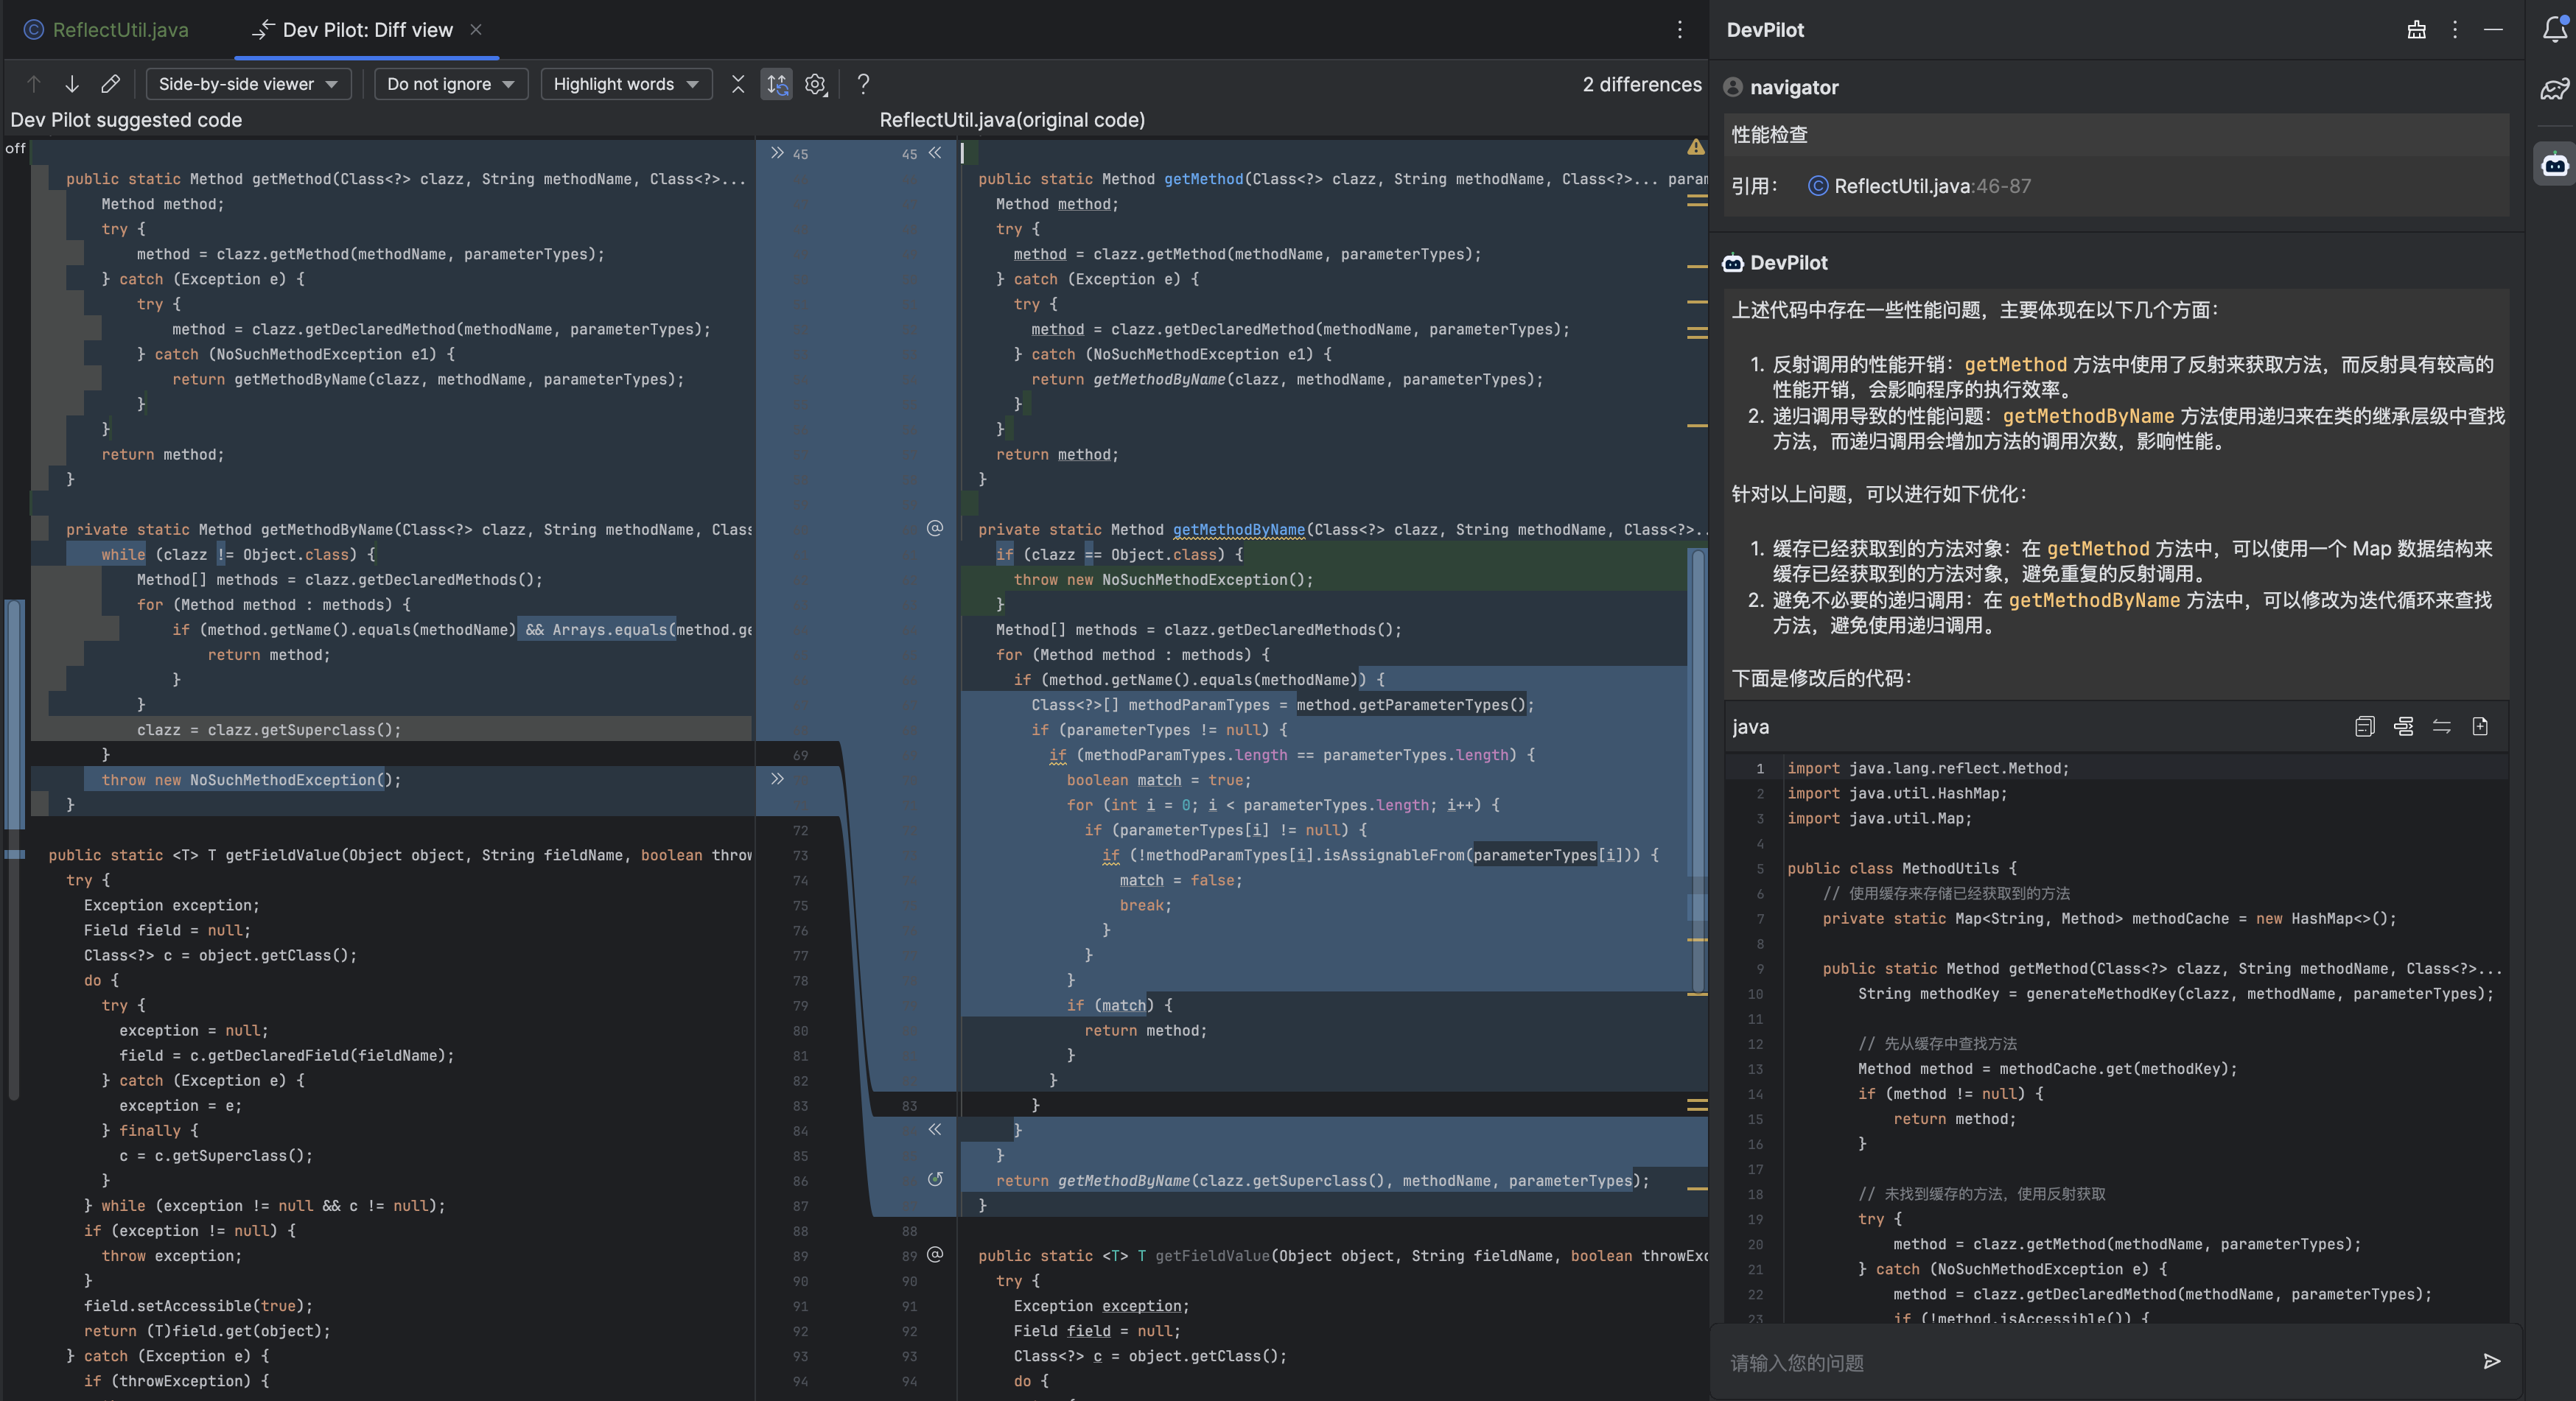 ReflectUtil.java
Dev Pilot: Diff view
Side-by-side viewer
Do not ignore
Highlight words
?
2 differences
Dev Pilot suggested code
ReflectUtil.java(original code)
off
45
public static Method getMethod(Class<?> clazz, String methodName, Class<?>...
Method method;
try {
method = clazz.getMethod(methodName, parameterTypes);
} catch (Exception e) {
try {
method = clazz.getDeclaredMethod(methodName, parameterTypes);
} catch (NoSuchMethodException e1) {
return getMethodByName(clazz, methodName, parameterTypes);
}
}
return method;
}
private static Method getMethodByName(Class<?> clazz, String methodName, Clas
while (clazz != Object.class) {
Method[] methods = clazz.getDeclaredMethods();
for (Method method : methods) {
if (method.getName().equals(methodName) && Arrays.equals(method.ge
return method;
}
}
clazz = clazz.getSuperclass();
69 }
throw new NoSuchMethodException();
}
72
73 public static <T> T getFieldValue(Object object, String fieldName, boolean throw
74 try {
75 Exception exception;
76 Field field = null;
77 Class<?> c = object.getClass();
78 do {
79 try {
80 exception = null;
81 field = c.getDeclaredField(fieldName);
82 } catch (Exception e) {
83 exception = e;
84 } finally {
85 c = c.getSuperclass();
86 }
87 } while (exception != null && c != null);
88 if (exception != null) {
89 throw exception;
90 }
91 field.setAccessible(true);
92 return (T)field.get(object);
93 } catch (Exception e) {
94 if (throwException) {
45
public static Method getMethod(Class<?> clazz, String methodName, Class<?>... param
Method method;
try {
method = clazz.getMethod(methodName, parameterTypes);
} catch (Exception e) {
try {
method = clazz.getDeclaredMethod(methodName, parameterTypes);
} catch (NoSuchMethodException e1) {
return getMethodByName(clazz, methodName, parameterTypes);
}
}
return method;
}
private static Method getMethodByName(Class<?> clazz, String methodName, Class<?>..
if (clazz == Object.class) {
throw new NoSuchMethodException();
}
Method[] methods = clazz.getDeclaredMethods();
for (Method method : methods) {
if (method.getName().equals(methodName)) {
Class<?>[] methodParamTypes = method.getParameterTypes();
if (parameterTypes != null) {
if (methodParamTypes.length == parameterTypes.length) {
boolean match = true;
for (int i = 0; i < parameterTypes.length; i++) {
if (parameterTypes[i] != null) {
if (!methodParamTypes[i].isAssignableFrom(parameterTypes[i])) {
match = false;
break;
}
}
}
if (match) {
return method;
}
}
83 }
}
}
return getMethodByName(clazz.getSuperclass(), methodName, parameterTypes);
}
88
89 public static <T> T getFieldValue(Object object, String fieldName, boolean throwExc
90 try {
91 Exception exception;
92 Field field = null;
93 Class<?> c = object.getClass();
94 do {
DevPilot
navigator
性能检查
引用： ReflectUtil.java:46-87
DevPilot
上述代码中存在一些性能问题，主要体现在以下几个方面：
1. 反射调用的性能开销：getMethod 方法中使用了反射来获取方法，而反射具有较高的
性能开销，会影响程序的执行效率。
2. 递归调用导致的性能问题：getMethodByName 方法使用递归来在类的继承层级中查找
方法，而递归调用会增加方法的调用次数，影响性能。
针对以上问题，可以进行如下优化：
1. 缓存已经获取到的方法对象：在 getMethod 方法中，可以使用一个 Map 数据结构来
缓存已经获取到的方法对象，避免重复的反射调用。
2. 避免不必要的递归调用：在 getMethodByName 方法中，可以修改为迭代循环来查找
方法，避免使用递归调用。
下面是修改后的代码：
java
1 import java.lang.reflect.Method;
2 import java.util.HashMap;
3 import java.util.Map;
4
5 public class MethodUtils {
6 // 使用缓存来存储已经获取到的方法
7 private static Map<String, Method> methodCache = new HashMap<>();
8
9 public static Method getMethod(Class<?> clazz, String methodName, Class<?>...
10 String methodKey = generateMethodKey(clazz, methodName, parameterTypes);
11
12 // 先从缓存中查找方法
13 Method method = methodCache.get(methodKey);
14 if (method != null) {
15 return method;
16 }
17
18 // 未找到缓存的方法，使用反射获取
19 try {
20 method = clazz.getMethod(methodName, parameterTypes);
21 } catch (NoSuchMethodException e) {
22 method = clazz.getDeclaredMethod(methodName, parameterTypes);
23 if (!method.isAccessible()) {
请输入您的问题